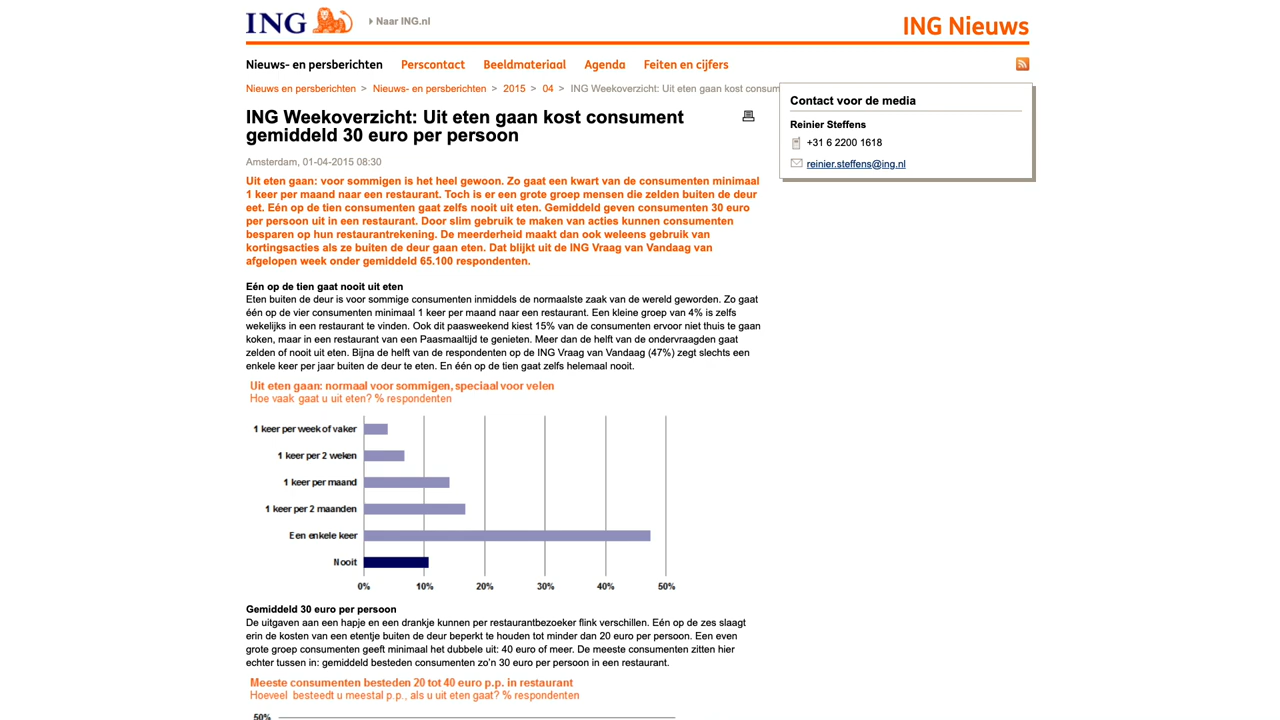 ING
Naar ING.nl
ING Nieuws
Nieuws- en persberichten
Perscontact
Beeldmateriaal
Agenda
Feiten en cijfers
Nieuws en persberichten > Nieuws- en persberichten > 2015 > 04 > ING Weekoverzicht: Uit eten gaan kost consum
ING Weekoverzicht: Uit eten gaan kost consument
gemiddeld 30 euro per persoon
Amsterdam, 01-04-2015 08:30
Uit eten gaan: voor sommigen is het heel gewoon. Zo gaat een kwart van de consumenten minimaal
1 keer per maand naar een restaurant. Toch is er een grote groep mensen die zelden buiten de deur
eet. Eén op de tien consumenten gaat zelfs nooit uit eten. Gemiddeld geven consumenten 30 euro
per persoon uit in een restaurant. Door slim gebruik te maken van acties kunnen consumenten
besparen op hun restaurantrekening. De meerderheid maakt dan ook weleens gebruik van
kortingsacties als ze buiten de deur gaan eten. Dat blijkt uit de ING Vraag van Vandaag van
afgelopen week onder gemiddeld 65.100 respondenten.
Eén op de tien gaat nooit uit eten
Eten buiten de deur is voor sommige consumenten inmiddels de normaalste zaak van de wereld geworden. Zo gaat
één op de vier consumenten minimaal 1 keer per maand naar een restaurant. Een kleine groep van 4% is zelfs
wekelijks in een restaurant te vinden. Ook dit paasweekend kiest 15% van de consumenten ervoor niet thuis te gaan
koken, maar in een restaurant van een Paasmaaltijd te genieten. Meer dan de helft van de ondervraagden gaat
zelden of nooit uit eten. Bijna de helft van de respondenten op de ING Vraag van Vandaag (47%) zegt slechts een
enkele keer per jaar buiten de deur te eten. En één op de tien gaat zelfs helemaal nooit.
Uit eten gaan: normaal voor sommigen, speciaal voor velen
Hoe vaak gaat u uit eten? % respondenten
1 keer per week of vaker
1 keer per 2 weken
1 keer per maand
1 keer per 2 maanden
Een enkele keer
Nooit
0% 10% 20% 30% 40% 50%
Gemiddeld 30 euro per persoon
De uitgaven aan een hapje en een drankje kunnen per restaurantbezoeker flink verschillen. Eén op de zes slaagt
erin de kosten van een etentje buiten de deur beperkt te houden tot minder dan 20 euro per persoon. Een even
grote groep consumenten geeft minimaal het dubbele uit: 40 euro of meer. De meeste consumenten zitten hier
echter tussen in: gemiddeld besteden consumenten zo'n 30 euro per persoon in een restaurant.
Meeste consumenten besteden 20 tot 40 euro p.p. in restaurant
Hoeveel besteedt u meestal p.p., als u uit eten gaat? % respondenten
50%
Contact voor de media
Reinier Steffens
+31 6 2200 1618
reinier.steffens@ing.nl